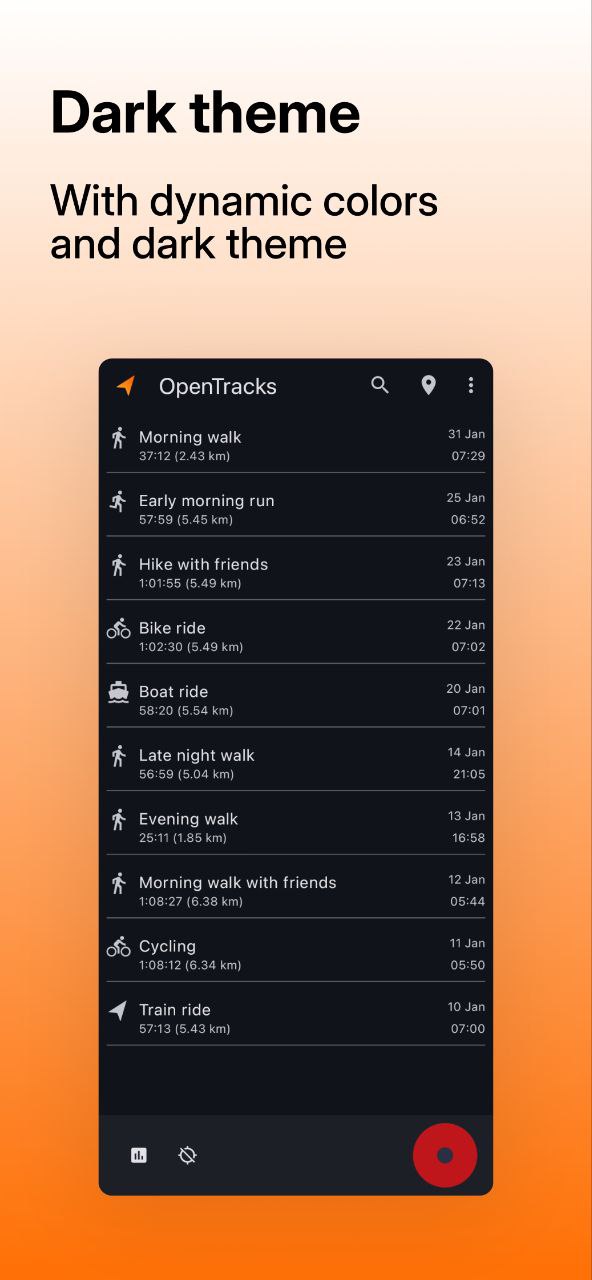 Dark theme
With dynamic colors
and dark theme
OpenTracks
Morning walk
31 Jan
37:12 (2.43 km)
07:29
Early morning run
25 Jan
57:59 (5.45 km)
06:52
Hike with friends
23 Jan
1:01:55 (5.49 km)
07:13
Bike ride
22 Jan
1:02:30 (5.49 km)
07:02
Boat ride
20 Jan
58:20 (5.54 km)
07:01
Late night walk
14 Jan
56:59 (5.04 km)
21:05
Evening walk
13 Jan
25:11 (1.85 km)
16:58
Morning walk with friends
12 Jan
1:08:27 (6.38 km)
05:44
Cycling
11 Jan
1:08:12 (6.34 km)
05:50
Train ride
10 Jan
57:13 (5.43 km)
07:00